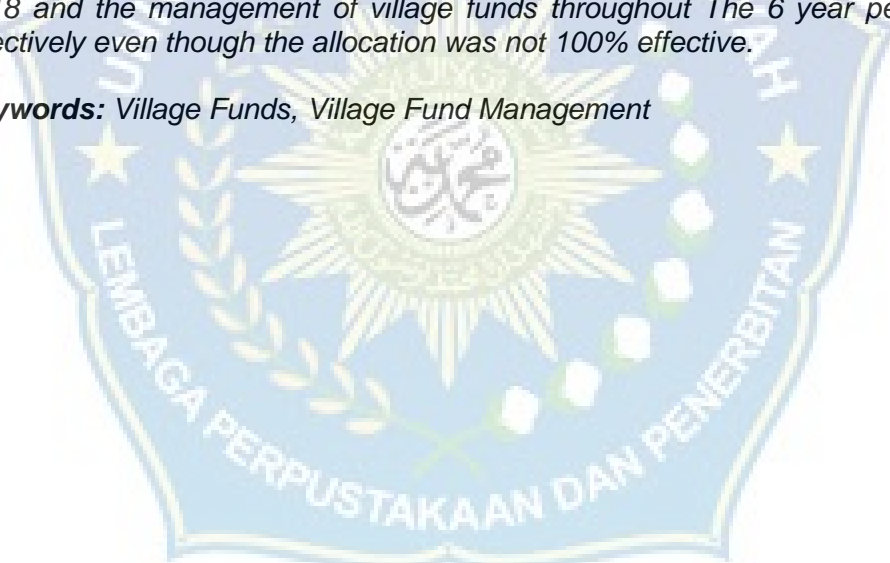 18 and the management of village funds throughout The 6 year pe
ectively even though the allocation was not 100% effective.
ywords: Village Funds, Village Fund Management
LEMBAGA PERPUSTAKAAN DAN PENERBITAN